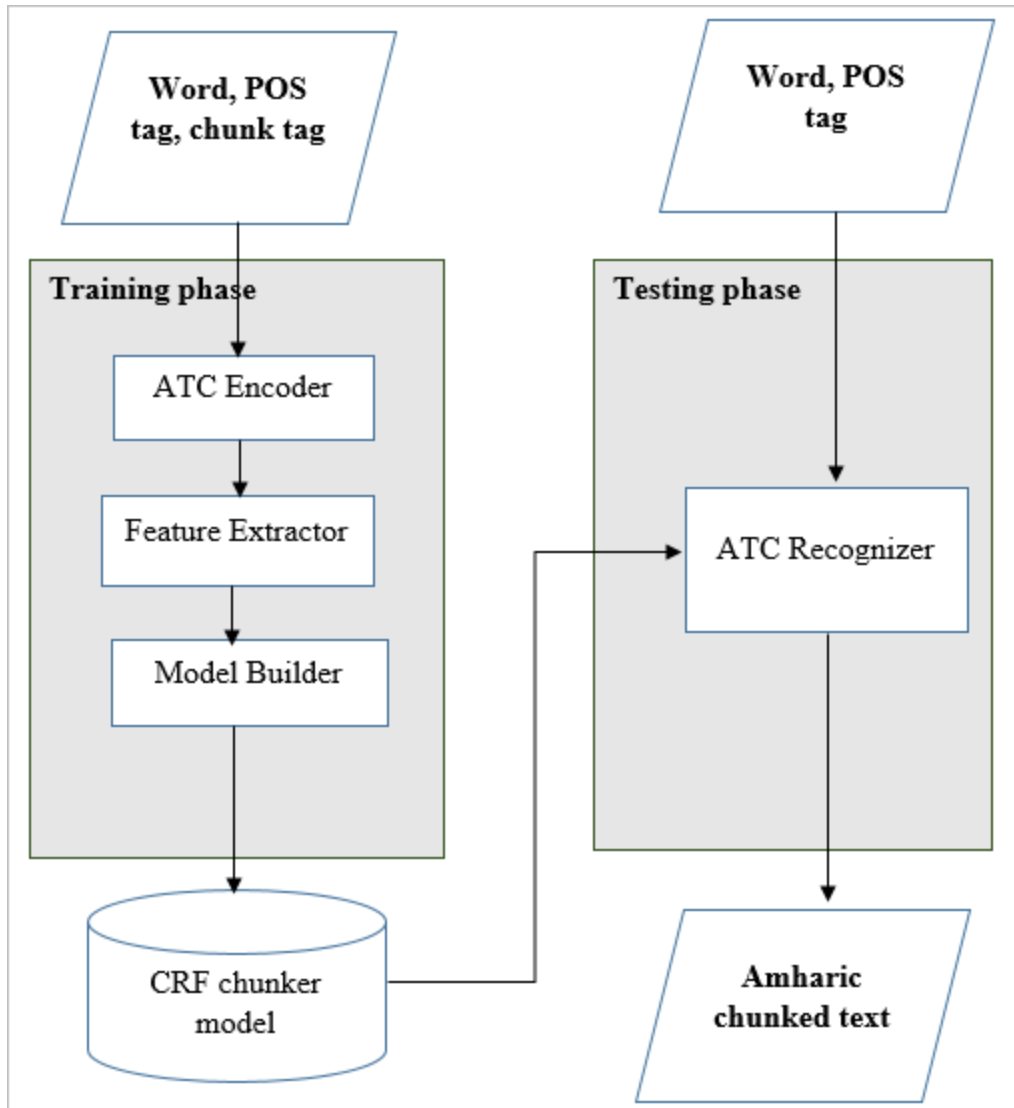 Word, POS
tag, chunk tag
Training phase
ATC Encoder
Feature Extractor
Model Builder
CRF chunker
model
Word, POS
tag
Testing phase
ATC Recognizer
Amharic
chunked text